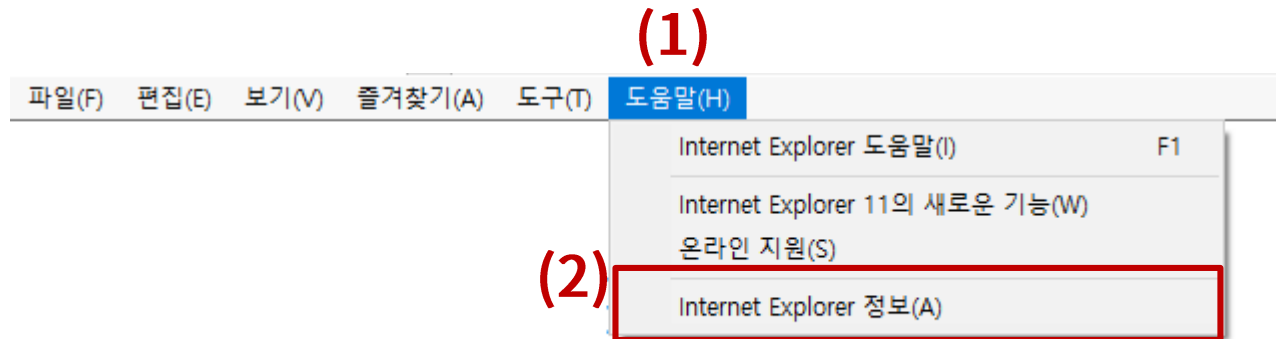 (1)
파일(F) 편집(E) 보기(V) 즐겨찾기(A) 도구(T) 도움말(H)
Internet Explorer 도움말(I) F1
Internet Explorer 11의 새로운 기능(W)
온라인 지원(S)
(2)
Internet Explorer 정보(A)